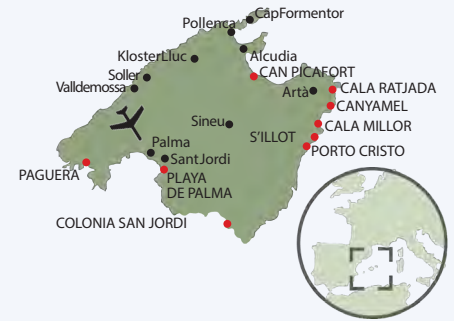 CapFormentor
Pollenca
Alcudia
KlosterLluc
CAN PICAFORT
Soller
CALA RATJADA
Artà
Valldemossa
CANYAMEL
Sineu
CALA MILLOR
S'ILLOT
Palma
PORTO CRISTO
SantJordi
PAGUERA
PLAYA
DE PALMA
COLONIA SAN JORDI